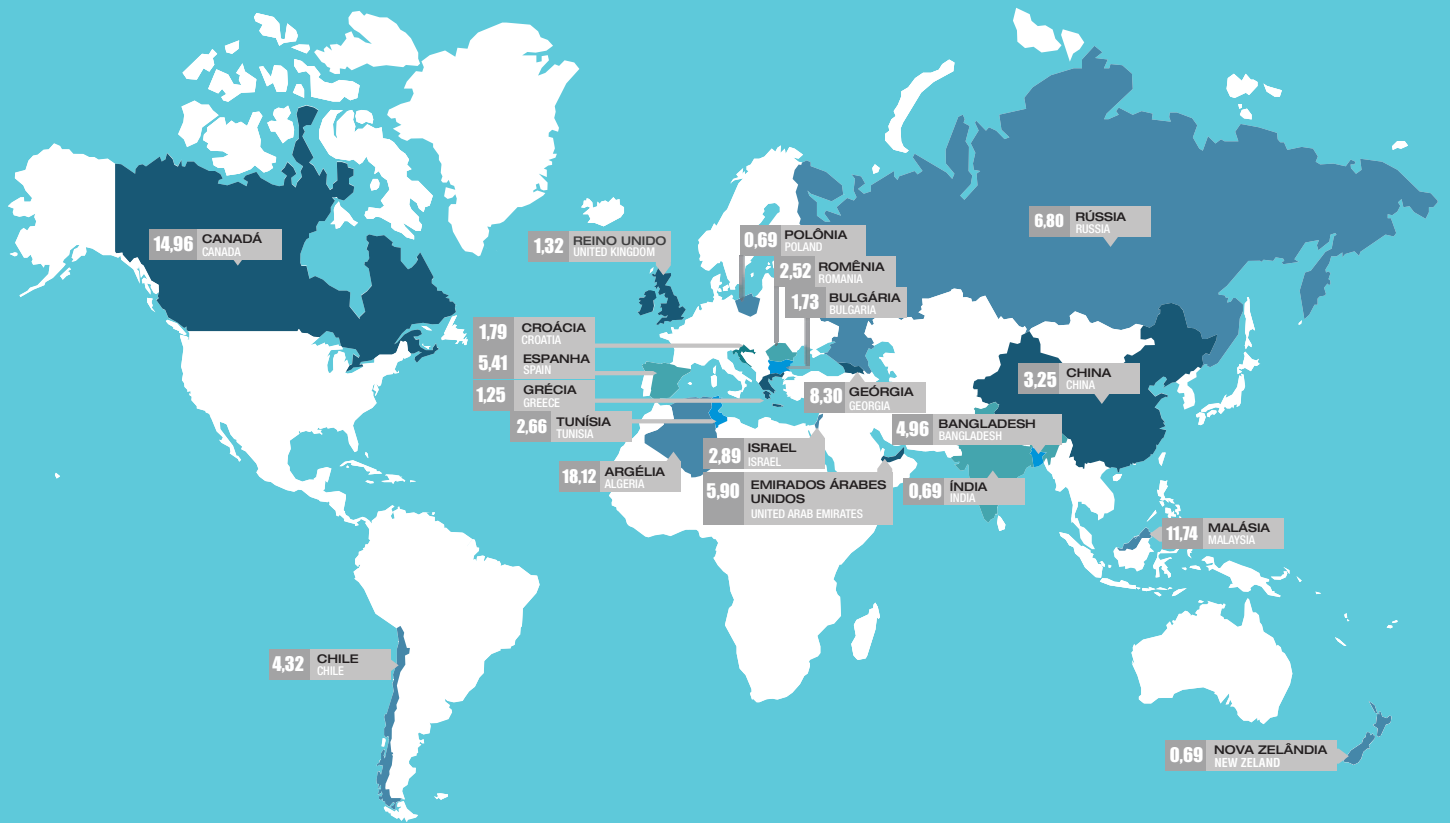 14,96 CANADÁ
CANADA
1,32 REINO UNIDO
UNITED KINGDOM
0,69 POLÔNIA
POLAND
2,52 ROMÊNIA
ROMANIA
1,73 BULGÁRIA
BULGARIA
6,80 RÚSSIA
RUSSIA
1,79 CROÁCIA
CROATIA
5,41 ESPANHA
SPAIN
1,25 GRÉCIA
GREECE
2,66 TUNÍSIA
TUNISIA
18,12 ARGÉLIA
ALGERIA
2,89 ISRAEL
ISRAEL
5,90 EMIRADOS ÁRABES
UNIDOS
UNITED ARAB EMIRATES
8,30 GEÓRGIA
GEORGIA
4,96 BANGLADESH
BANGLADESH
0,69 ÍNDIA
INDIA
3,25 CHINA
CHINA
11,74 MALÁSIA
MALAYSIA
4,32 CHILE
CHILE
0,69 NOVA ZELÂNDIA
NEW ZELAND